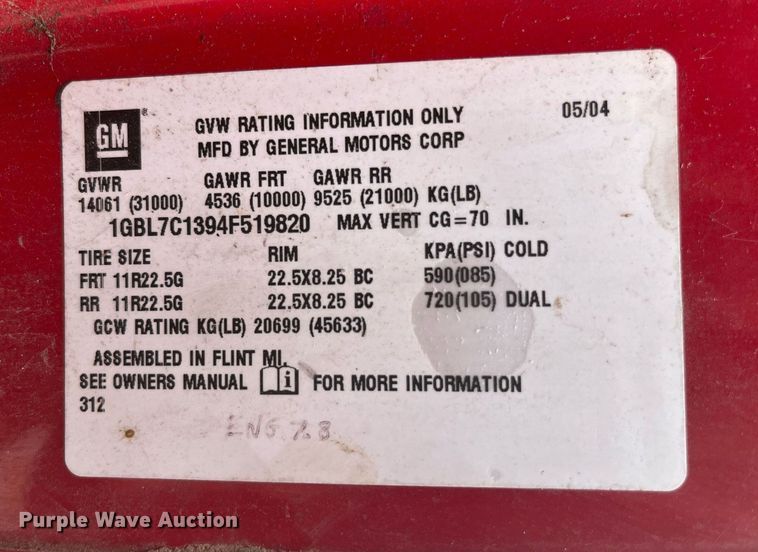 GM ®
GVW RATING INFORMATION ONLY 05/04
MFD BY GENERAL MOTORS CORP
GVWR GAWR FRT GAWR RR
14061 (31000) 4536 (10000) 9525 (21000) KG(LB)
1GBL7C1394F519820 MAX VERT CG=70 IN.
TIRE SIZE RIM KPA(PSI) COLD
FRT 11R22.5G 22.5X8.25 BC 590(085)
RR 11R22.5G 22.5X8.25 BC 720(105) DUAL
GCW RATING KG(LB) 20699 (45633)
ASSEMBLED IN FLINT MI.
SEE OWNERS MANUAL i FOR MORE INFORMATION
312
ENG 7.8
Purple Wave Auction